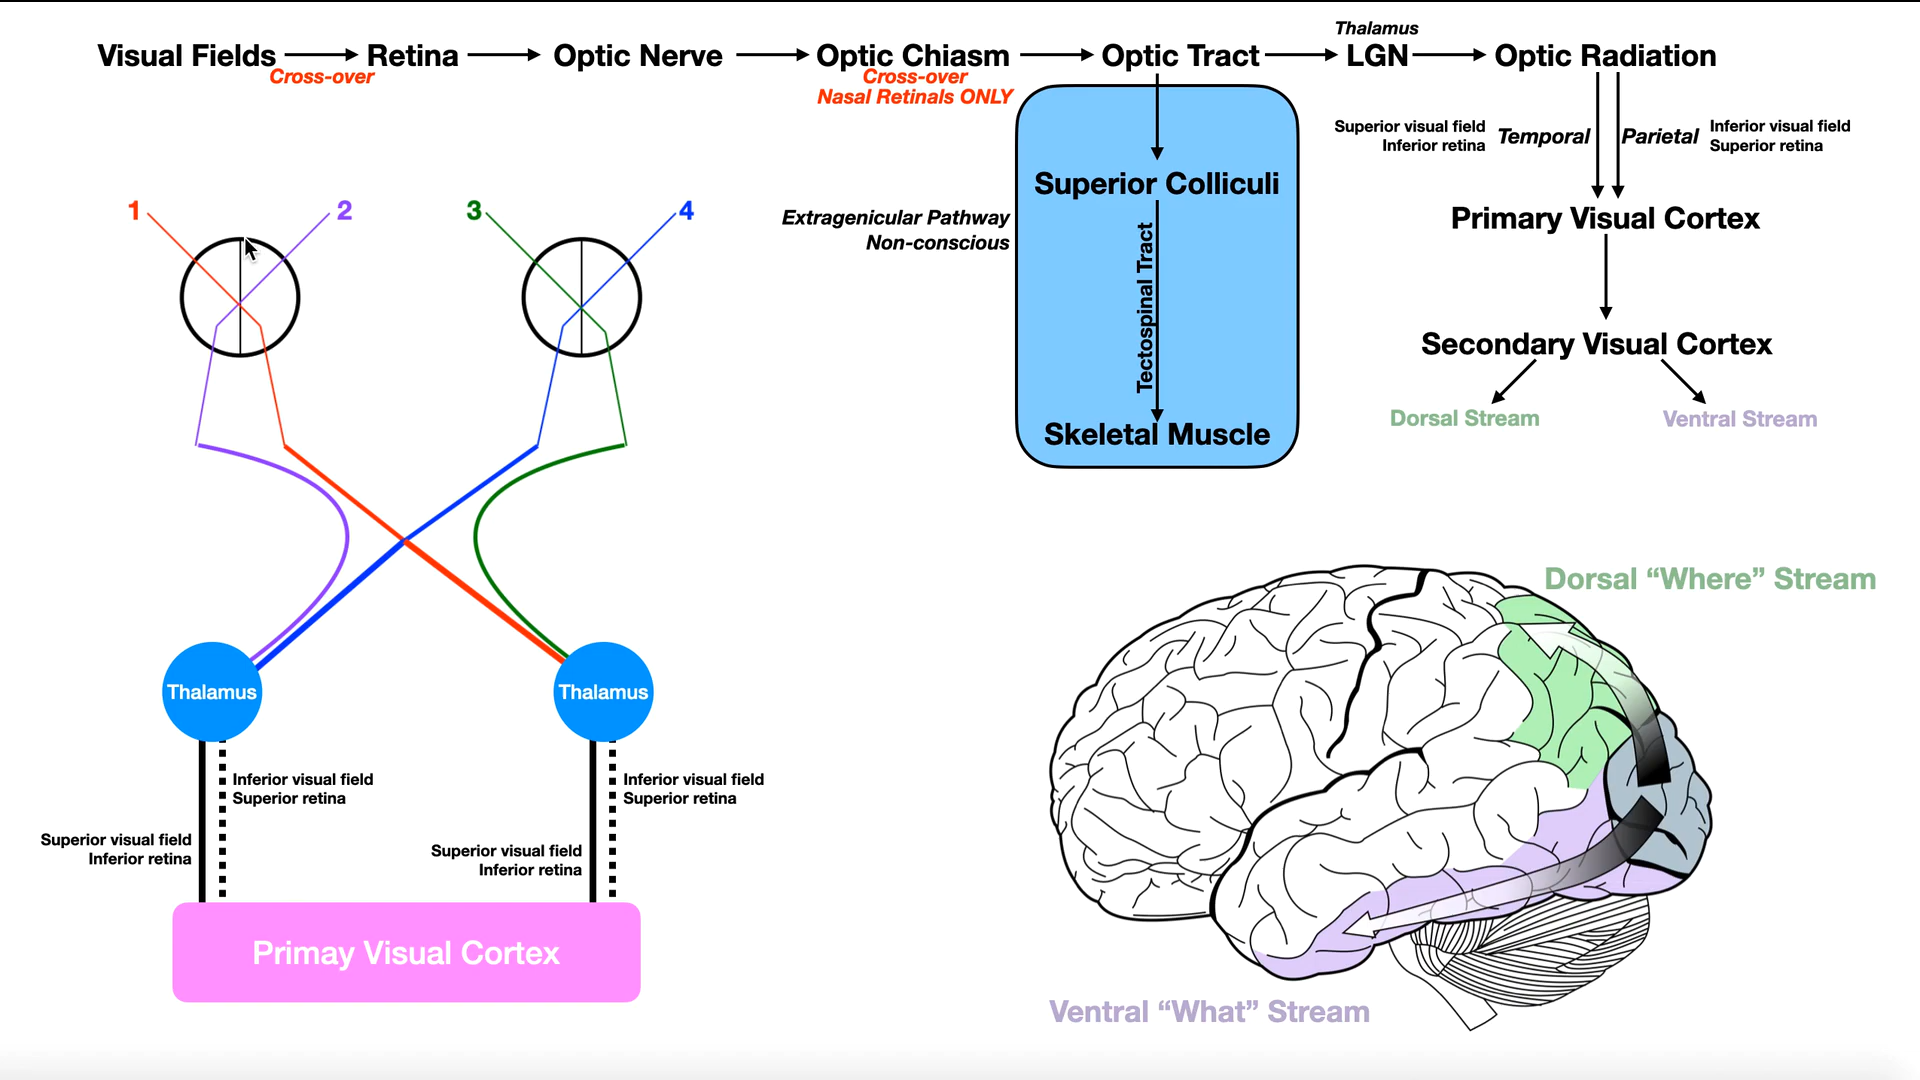 Thalamus
Visual Fields
Retina
Optic Nerve
Optic Chiasm
Optic Tract
LGN
Optic Radiation
Cross-over
Cross-over
Nasal Retinals ONLY
Superior visual field
Inferior retina
Temporal
Parietal
Inferior visual field
Superior retina
Superior Colliculi
Extragenicular Pathway
Non-conscious
Tectospinal Tract
Skeletal Muscle
Primary Visual Cortex
Secondary Visual Cortex
Dorsal Stream
Ventral Stream
1
2
3
4
Thalamus
Thalamus
Inferior visual field
Superior retina
Superior visual field
Inferior retina
Inferior visual field
Superior retina
Superior visual field
Inferior retina
Primay Visual Cortex
Dorsal “Where” Stream
Ventral “What” Stream